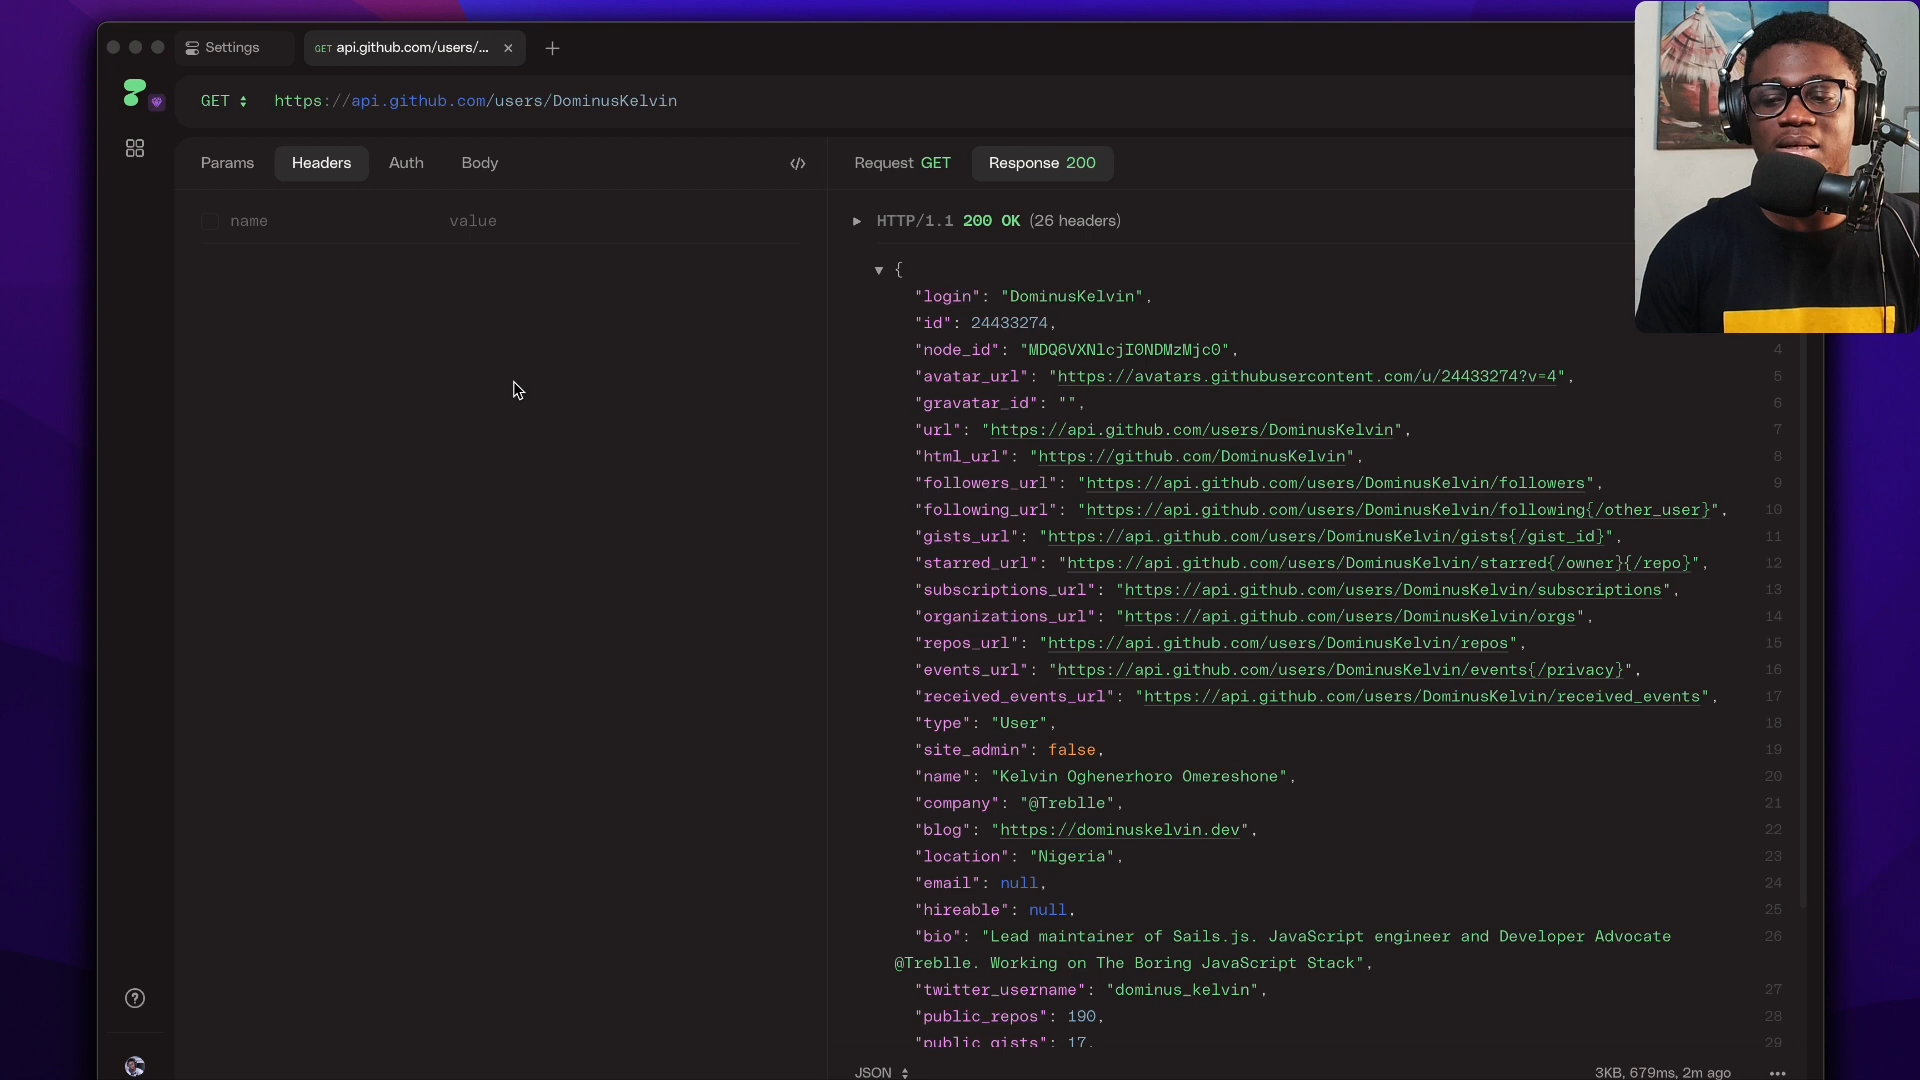 Settings
GET api.github.com/users/...
GET https://api.github.com/users/DominusKelvin
Params Headers Auth Body
Request GET Response 200
name value
HTTP/1.1 200 OK (26 headers)
{
"login": "DominusKelvin",
"id": 24433274,
"node_id": "MDQ6VXNlcjI0NDMzMjc0", 4
"avatar_url": "https://avatars.githubusercontent.com/u/24433274?v=4", 5
"gravatar_id": "", 6
"url": "https://api.github.com/users/DominusKelvin", 7
"html_url": "https://github.com/DominusKelvin", 8
"followers_url": "https://api.github.com/users/DominusKelvin/followers", 9
"following_url": "https://api.github.com/users/DominusKelvin/following{/other_user}", 10
"gists_url": "https://api.github.com/users/DominusKelvin/gists{/gist_id}", 11
"starred_url": "https://api.github.com/users/DominusKelvin/starred{/owner}{/repo}", 12
"subscriptions_url": "https://api.github.com/users/DominusKelvin/subscriptions", 13
"organizations_url": "https://api.github.com/users/DominusKelvin/orgs", 14
"repos_url": "https://api.github.com/users/DominusKelvin/repos", 15
"events_url": "https://api.github.com/users/DominusKelvin/events{/privacy}", 16
"received_events_url": "https://api.github.com/users/DominusKelvin/received_events", 17
"type": "User", 18
"site_admin": false, 19
"name": "Kelvin Oghenerhoro Omereshone", 20
"company": "@Treblle", 21
"blog": "https://dominuskelvin.dev", 22
"location": "Nigeria", 23
"email": null, 24
"hireable": null, 25
"bio": "Lead maintainer of Sails.js. JavaScript engineer and Developer Advocate 26
@Treblle. Working on The Boring JavaScript Stack",
"twitter_username": "dominus_kelvin", 27
"public_repos": 190, 28
"public_gists": 17, 29
JSON 3KB, 679ms, 2m ago